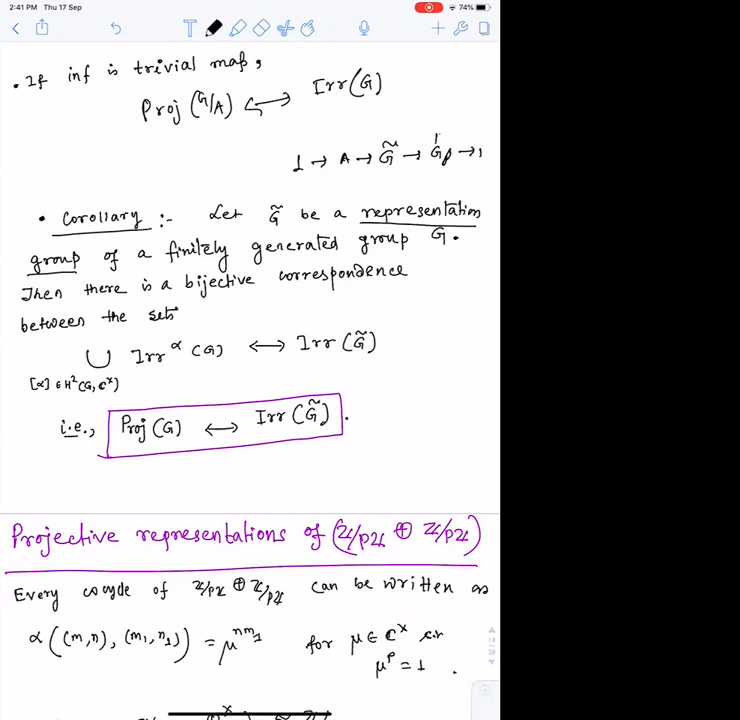 2:41 PM Thu 17 Sep 74%
• If inf is trivial map,
Proj (G/A) ↔ Irr(G)
1 → A → G̃ → G → 1
• Corollary :- Let G̃ be a representation
group of a finitely generated group G.
Then there is a bijective correspondence
between the sets
∪ Irr^α (G) ↔ Irr (G̃)
[α] ∈ H²(G, C^x)
i.e., Proj (G) ↔ Irr (G̃).
Projective representations of (Z/pZ ⊕ Z/pZ)
Every cocycle of Z/pZ ⊕ Z/pZ can be written as
α((m,n), (m₁,n₁)) = μ^{nm₁} for μ ∈ C^x st
μ^p = 1 .